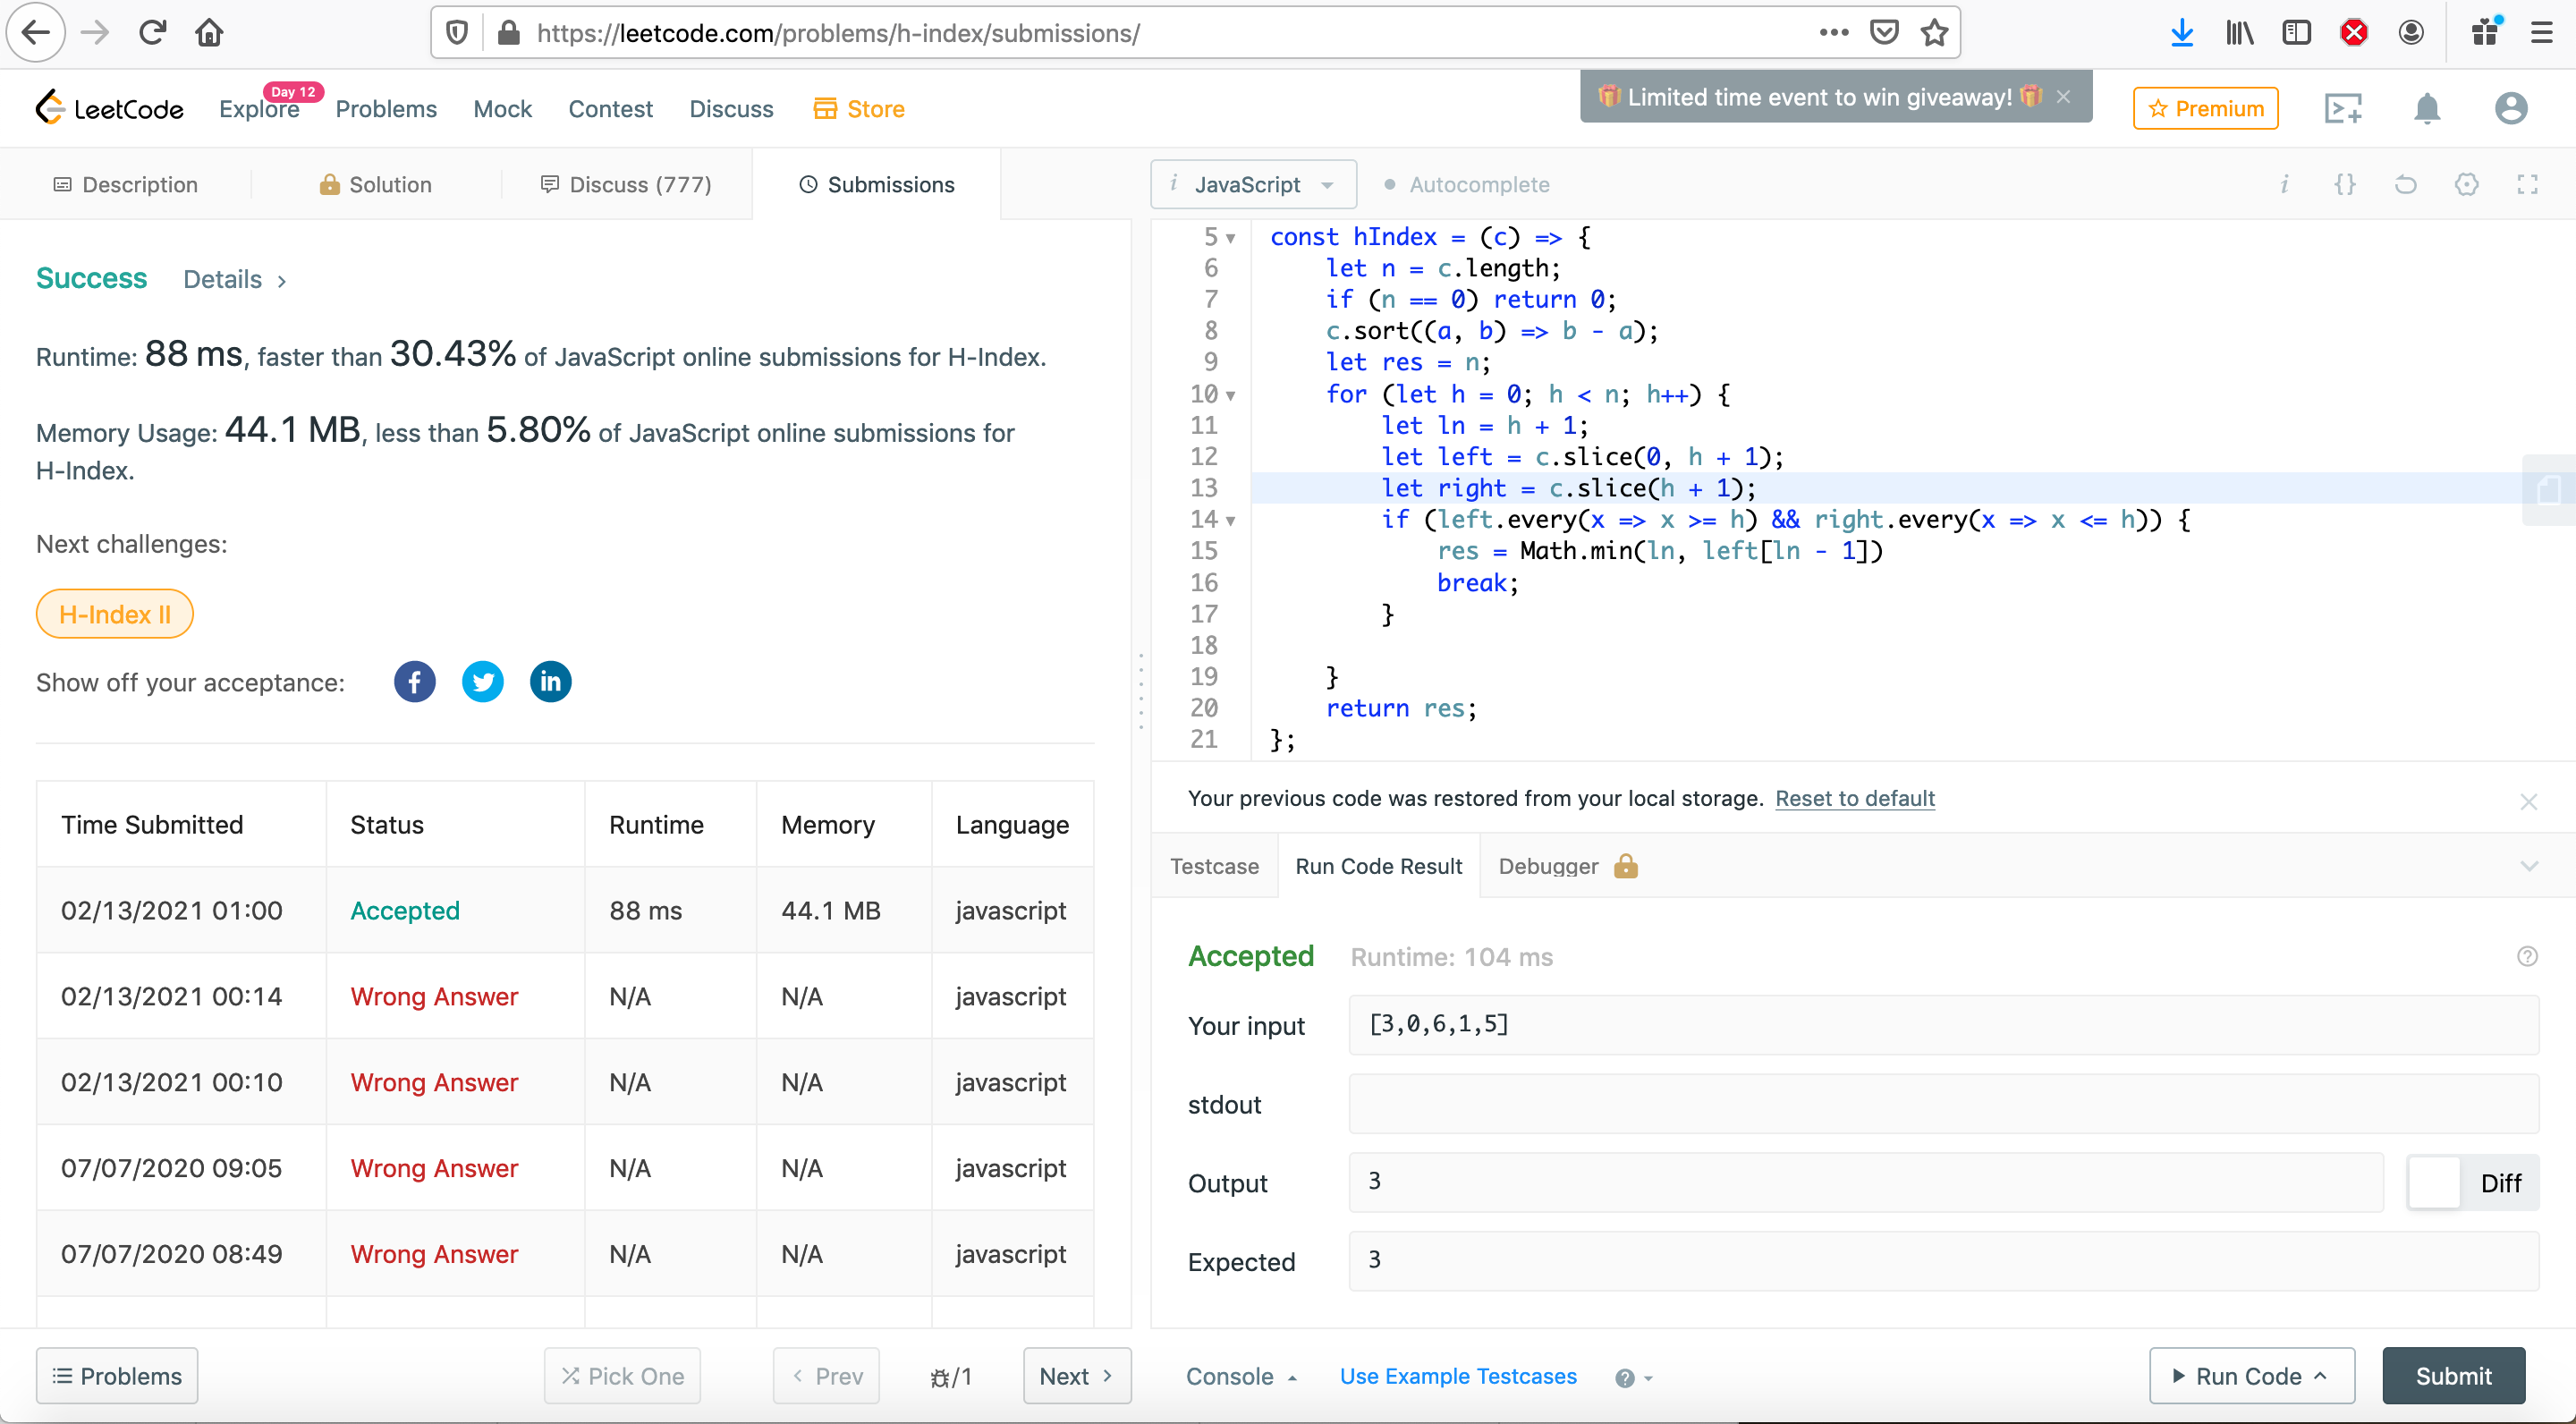 https://leetcode.com/problems/h-index/submissions/
LeetCode
Explore
Day 12
Problems
Mock
Contest
Discuss
Store
Limited time event to win giveaway!
Premium
Description
Solution
Discuss (777)
Submissions
i JavaScript
Autocomplete
Success Details >
Runtime: 88 ms, faster than 30.43% of JavaScript online submissions for H-Index.
Memory Usage: 44.1 MB, less than 5.80% of JavaScript online submissions for
H-Index.
Next challenges:
H-Index II
Show off your acceptance:
Time Submitted Status Runtime Memory Language
02/13/2021 01:00 Accepted 88 ms 44.1 MB javascript
02/13/2021 00:14 Wrong Answer N/A N/A javascript
02/13/2021 00:10 Wrong Answer N/A N/A javascript
07/07/2020 09:05 Wrong Answer N/A N/A javascript
07/07/2020 08:49 Wrong Answer N/A N/A javascript
5 const hIndex = (c) => {
6 let n = c.length;
7 if (n == 0) return 0;
8 c.sort((a, b) => b - a);
9 let res = n;
10 for (let h = 0; h < n; h++) {
11 let ln = h + 1;
12 let left = c.slice(0, h + 1);
13 let right = c.slice(h + 1);
14 if (left.every(x => x >= h) && right.every(x => x <= h)) {
15 res = Math.min(ln, left[ln - 1])
16 break;
17 }
18
19 }
20 return res;
21 };
Your previous code was restored from your local storage. Reset to default
Testcase Run Code Result Debugger
Accepted Runtime: 104 ms
Your input [3,0,6,1,5]
stdout
Output 3 Diff
Expected 3
Problems
Pick One
< Prev
/1
Next >
Console
Use Example Testcases
Run Code
Submit